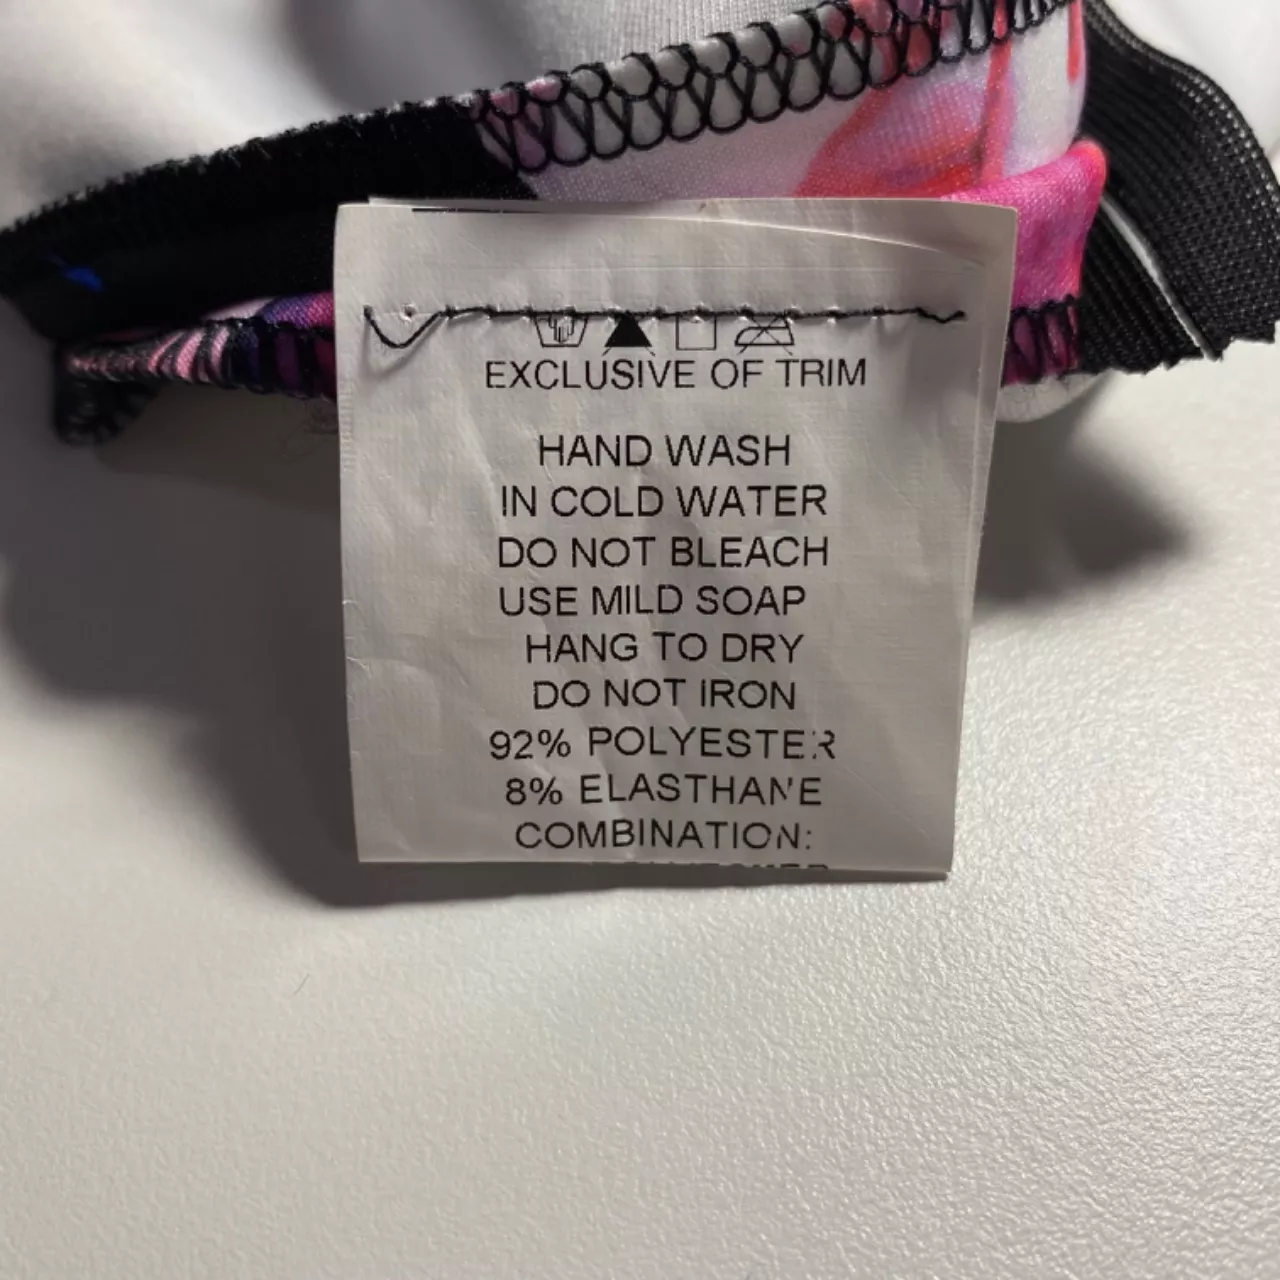 EXCLUSIVE OF TRIM
HAND WASH
IN COLD WATER
DO NOT BLEACH
USE MILD SOAP
HANG TO DRY
DO NOT IRON
92% POLYESTER
8% ELASTHANE
COMBINATION: